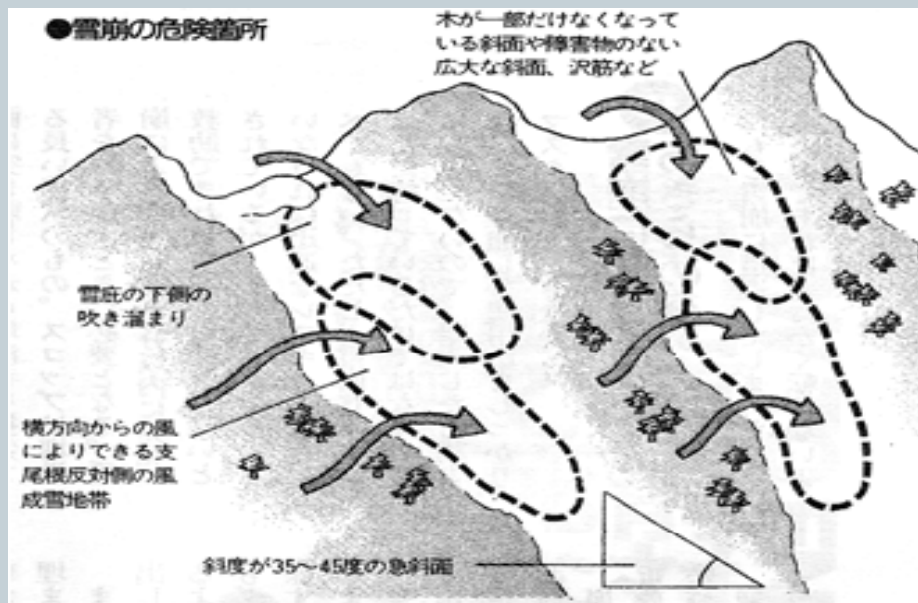 ●雪崩の危険箇所
木が一部だけなくなって
いる斜面や障害物のない
広大な斜面、沢筋など
雪庇の下側の
吹き溜まり
横方向からの風
によりできる支
尾根反対側の風
成雪地帯
斜度が35〜45度の急斜面